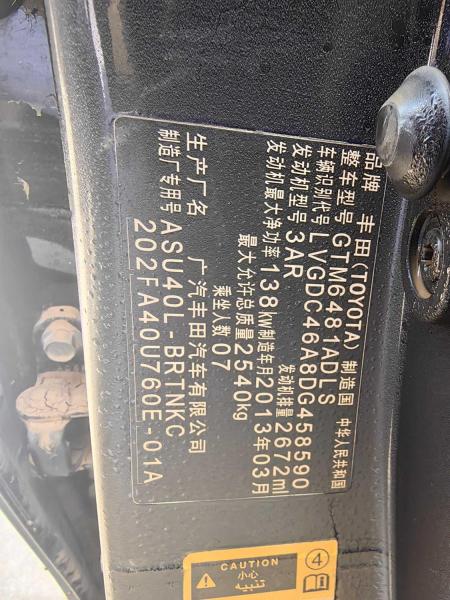 品牌 丰田(TOYOTA) 制造国 中华人民共和国
整车型号 GTM6481ADLS
车辆识别代号 LVGDC46A8DG458590
发动机型号 3AR 发动机排量 2672ml
发动机最大净功率 138kw 制造年月 2013年03月
最大允许总质量 2540kg
乘坐人数 07
生产厂名 广汽丰田汽车有限公司
制造厂专用号 ASU40L-BRTNKC
202FA40U760E-01A
CAUTION
小心
تنبيه
4